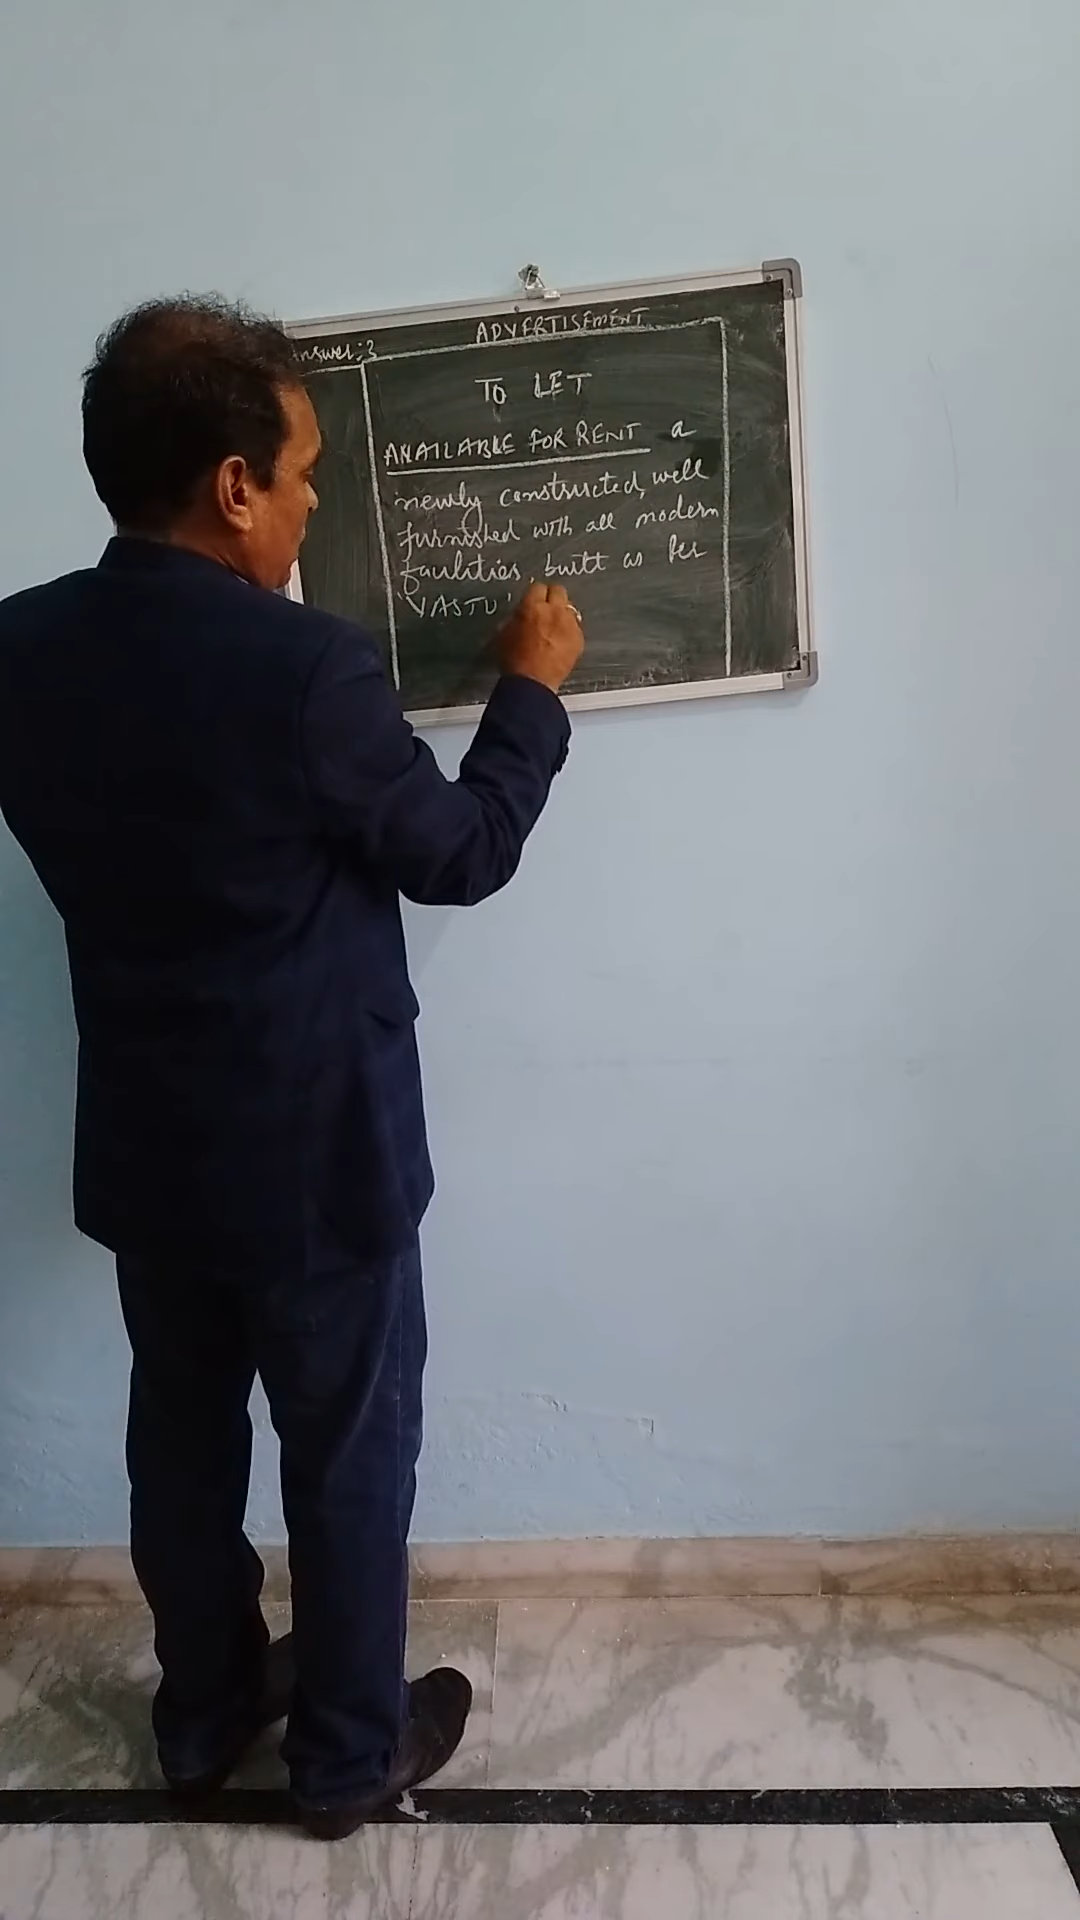 ADVERTISEMENT
Answer:3
TO LET
AVAILABLE FOR RENT a
newly constructed, well
furnished with all modern
facilities, built as Per
'VASTU'